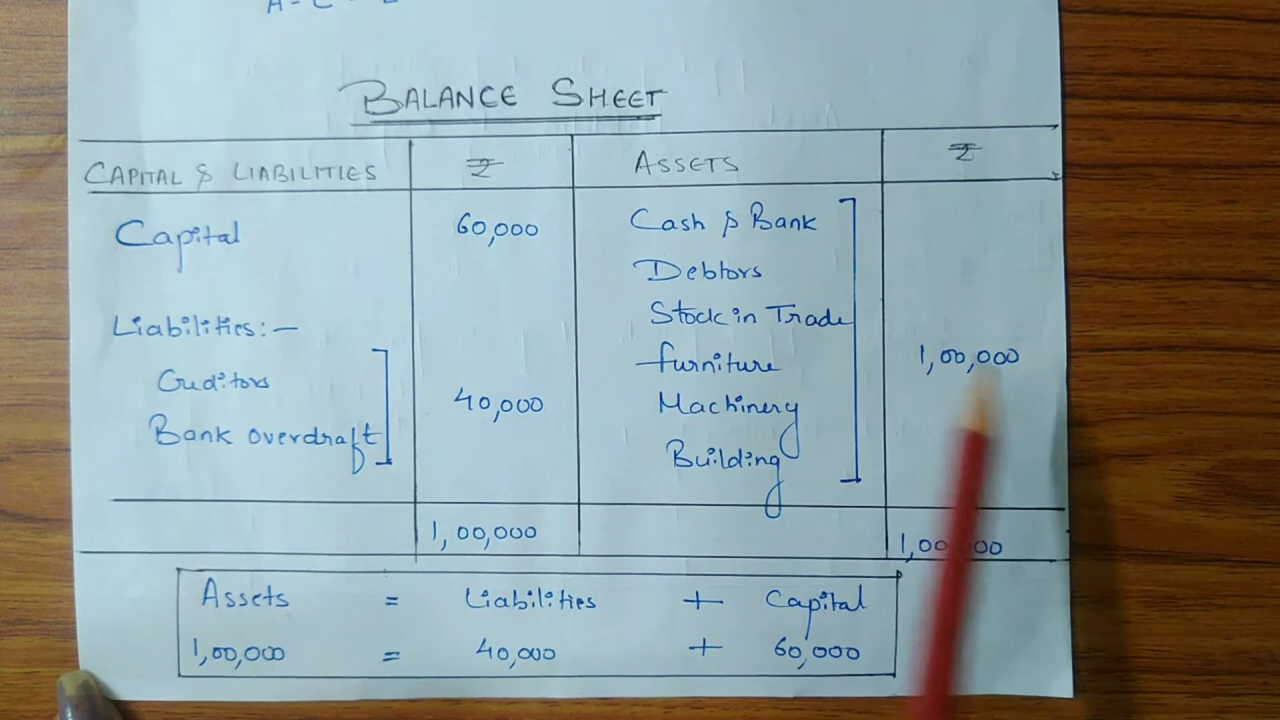 BALANCE SHEET
CAPITAL & LIABILITIES ₹ ASSETS ₹
Capital 60,000 Cash & Bank
Debtors
Stock in Trade
Liabilities:—
Furniture 1,00,000
Creditors
40,000 Machinery
Bank overdraft
Building
1,00,000
Assets = Liabilities + Capital
1,00,000 = 40,000 + 60,000